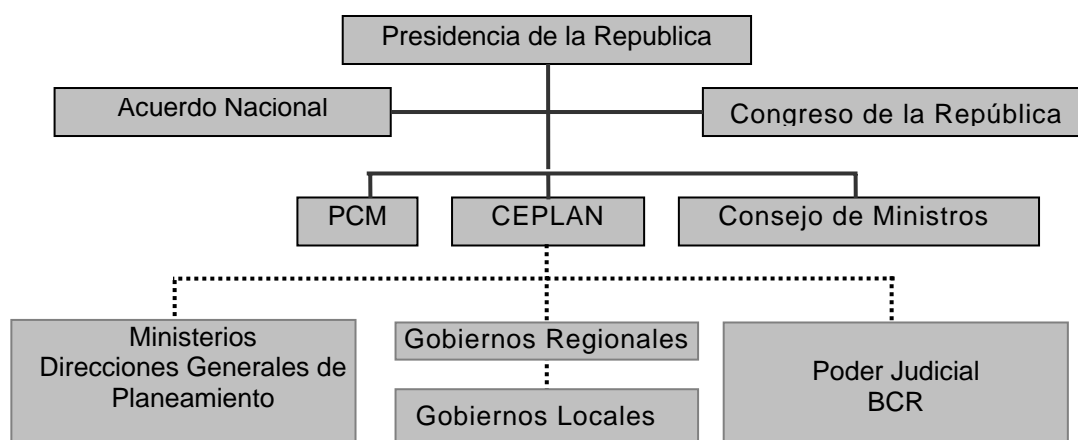 Presidencia de la Republica
Acuerdo Nacional
Congreso de la República
PCM
CEPLAN
Consejo de Ministros
Ministerios
Direcciones Generales de
Planeamiento
Gobiernos Regionales
Gobiernos Locales
Poder Judicial
BCR